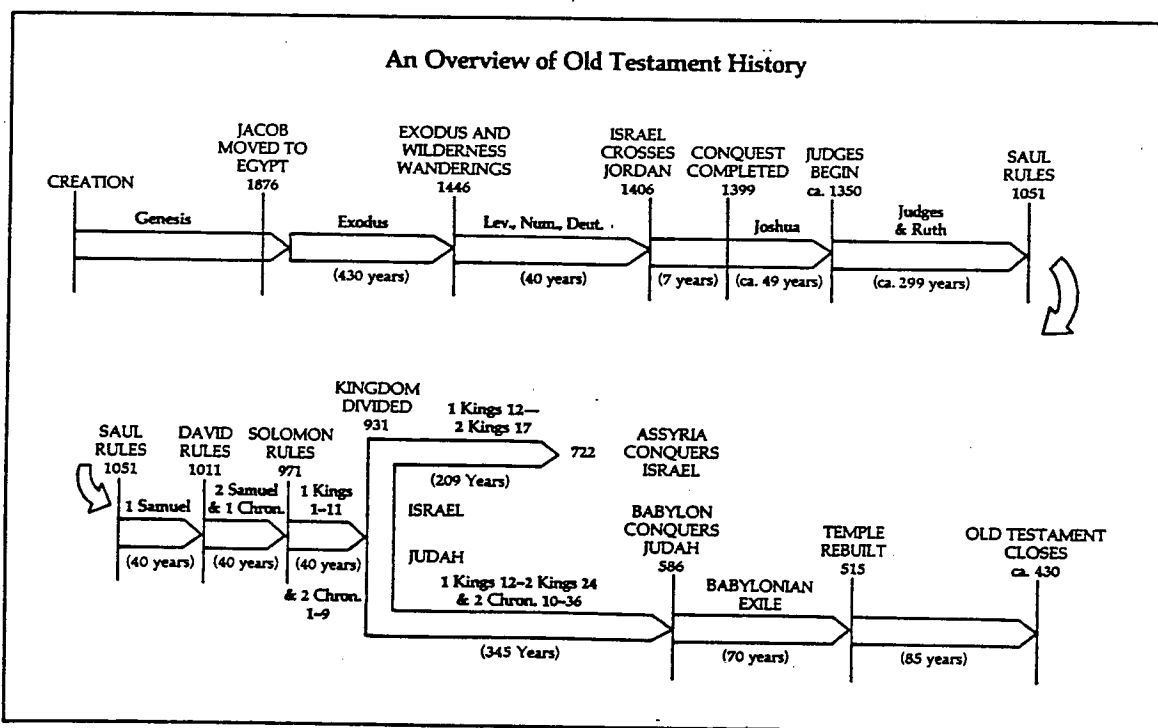 An Overview of Old Testament History
CREATION
JACOB
MOVED TO
EGYPT
1876
EXODUS AND
WILDERNESS
WANDERINGS
1446
ISRAEL
CROSSES
JORDAN
1406
CONQUEST
COMPLETED
1399
JUDGES
BEGIN
ca. 1350
SAUL
RULES
1051
Genesis
Exodus
(430 years)
Lev., Num., Deut.
(40 years)
(7 years)
Joshua
(ca. 49 years)
Judges
& Ruth
(ca. 299 years)
SAUL
RULES
1051
DAVID
RULES
1011
SOLOMON
RULES
971
KINGDOM
DIVIDED
931
1 Samuel
(40 years)
2 Samuel
& 1 Chron.
(40 years)
1 Kings
1–11
(40 years)
& 2 Chron.
1–9
1 Kings 12—
2 Kings 17
(209 Years)
722
ASSYRIA
CONQUERS
ISRAEL
ISRAEL
JUDAH
1 Kings 12–2 Kings 24
& 2 Chron. 10–36
(345 Years)
BABYLON
CONQUERS
JUDAH
586
BABYLONIAN
EXILE
(70 years)
TEMPLE
REBUILT
515
(85 years)
OLD TESTAMENT
CLOSES
ca. 430